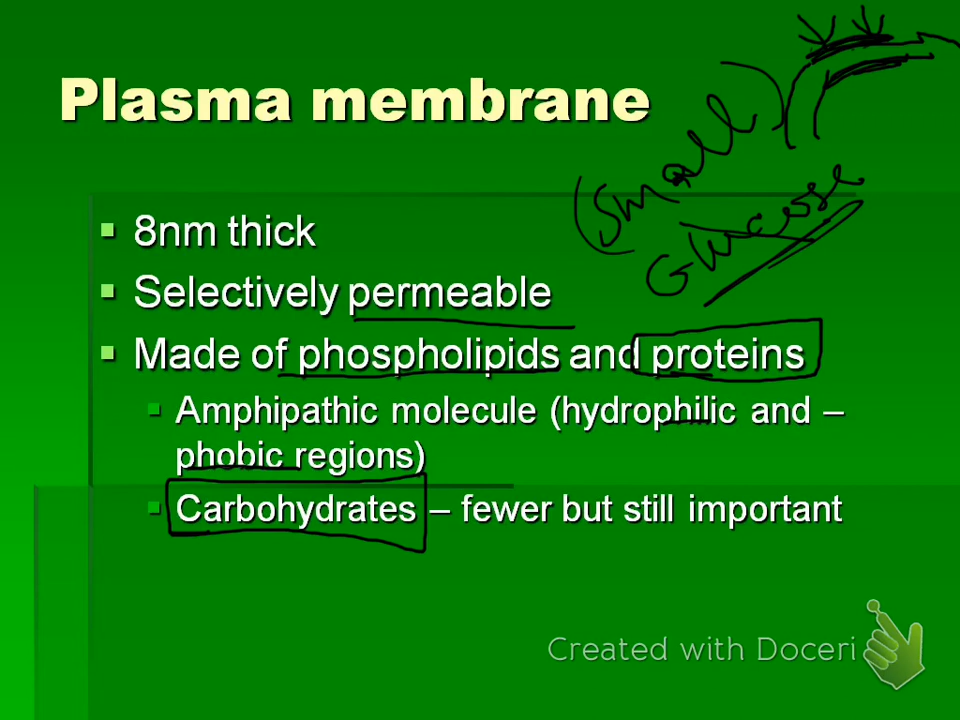 Plasma membrane
(Small)
Glucose
8nm thick
Selectively permeable
Made of phospholipids and proteins
Amphipathic molecule (hydrophilic and –
phobic regions)
Carbohydrates – fewer but still important
Created with Doceri